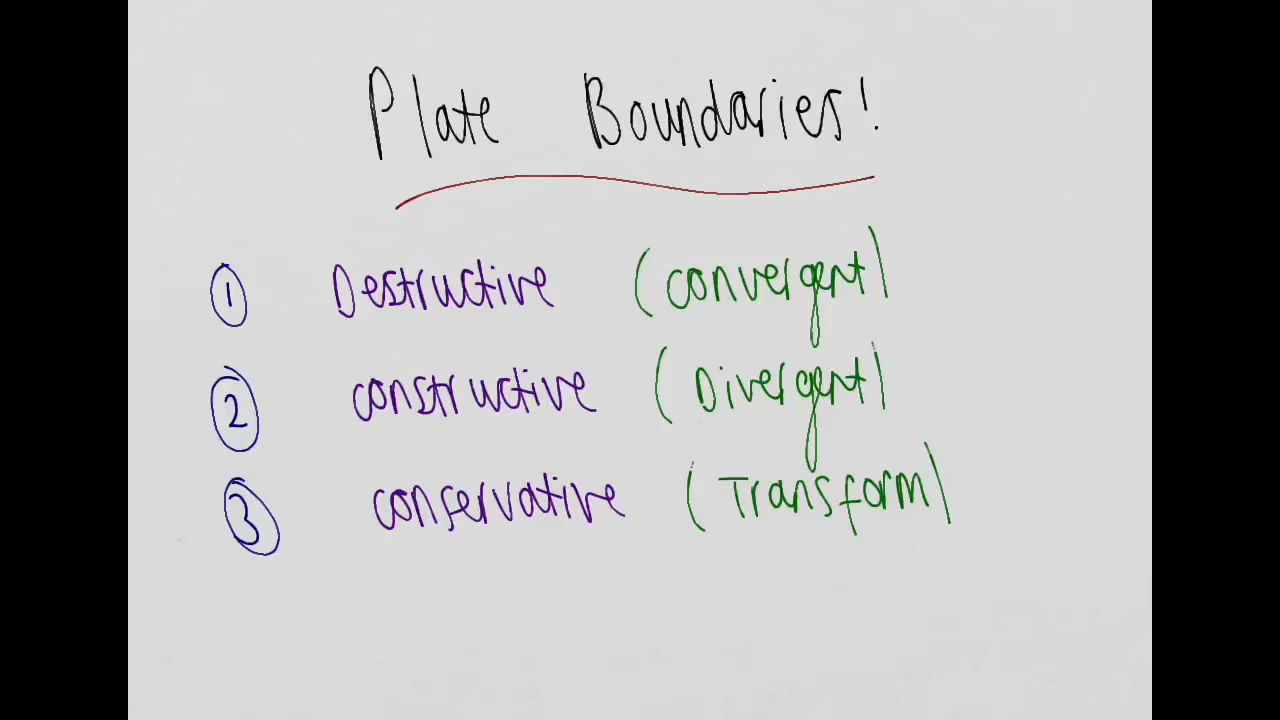 Plate Boundaries!
① Destructive (convergent)
② constructive (Divergent)
③ conservative (Transform)